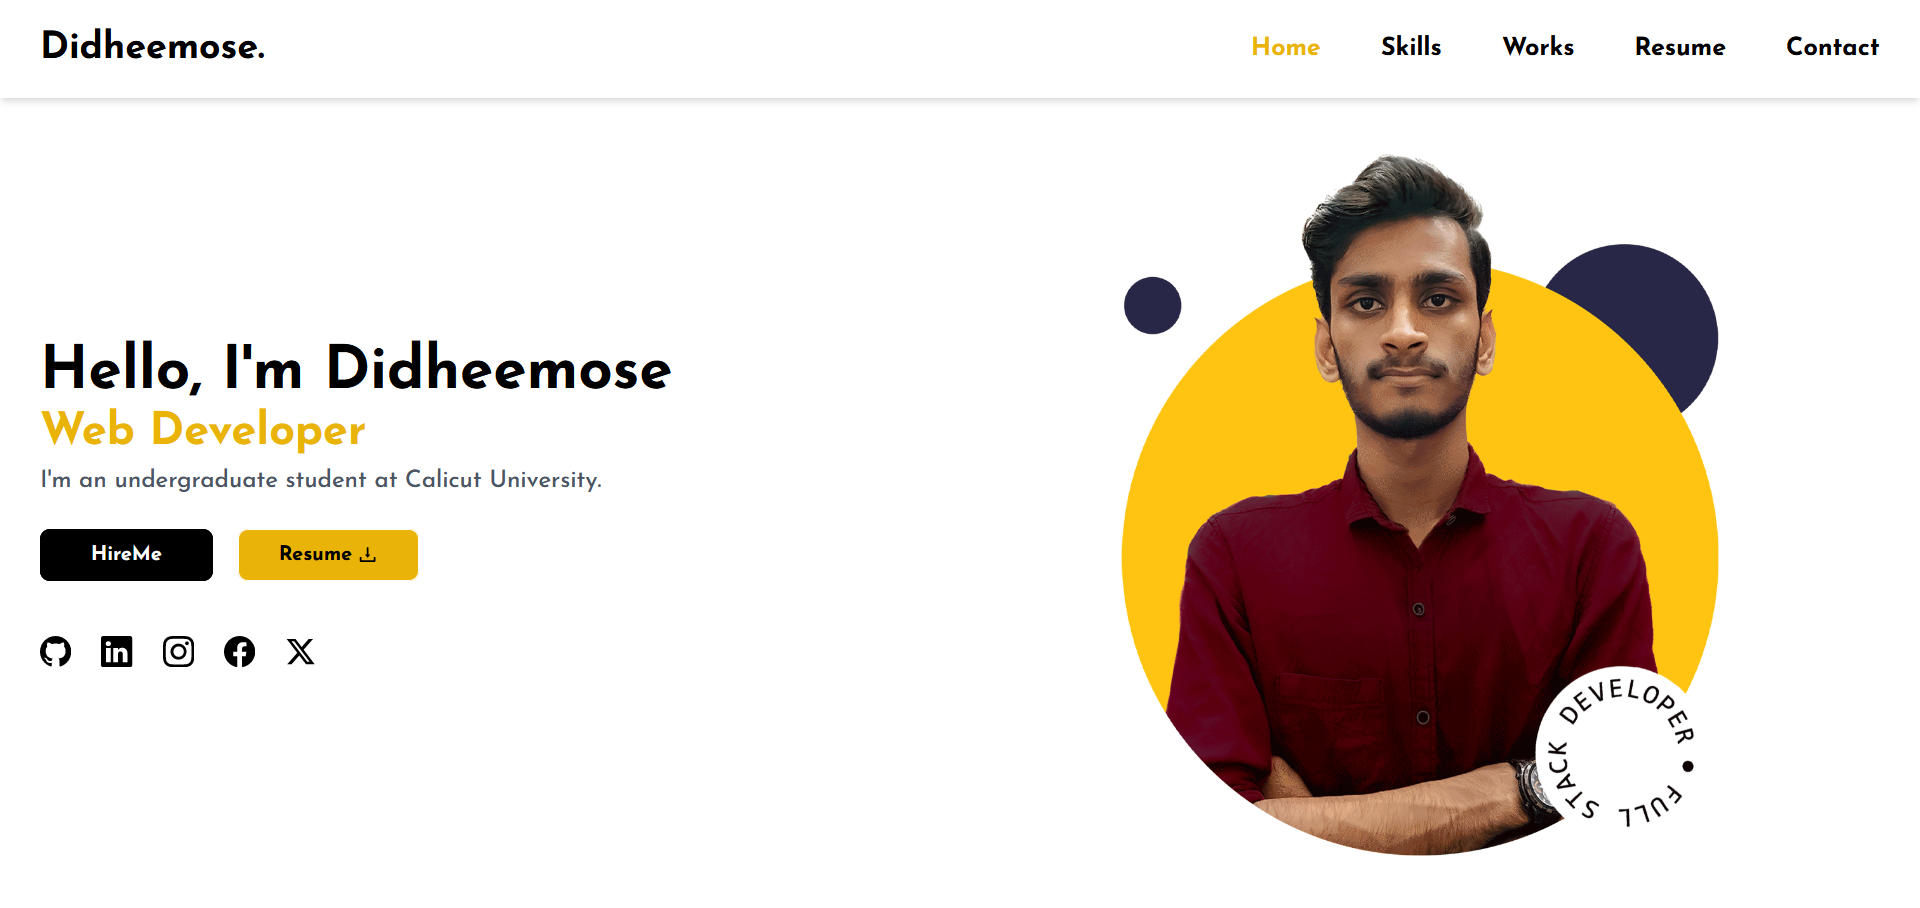 Didheemose.
Home Skills Works Resume Contact
Hello, I'm Didheemose
Web Developer
I'm an undergraduate student at Calicut University.
HireMe Resume
FULL STACK DEVELOPER •